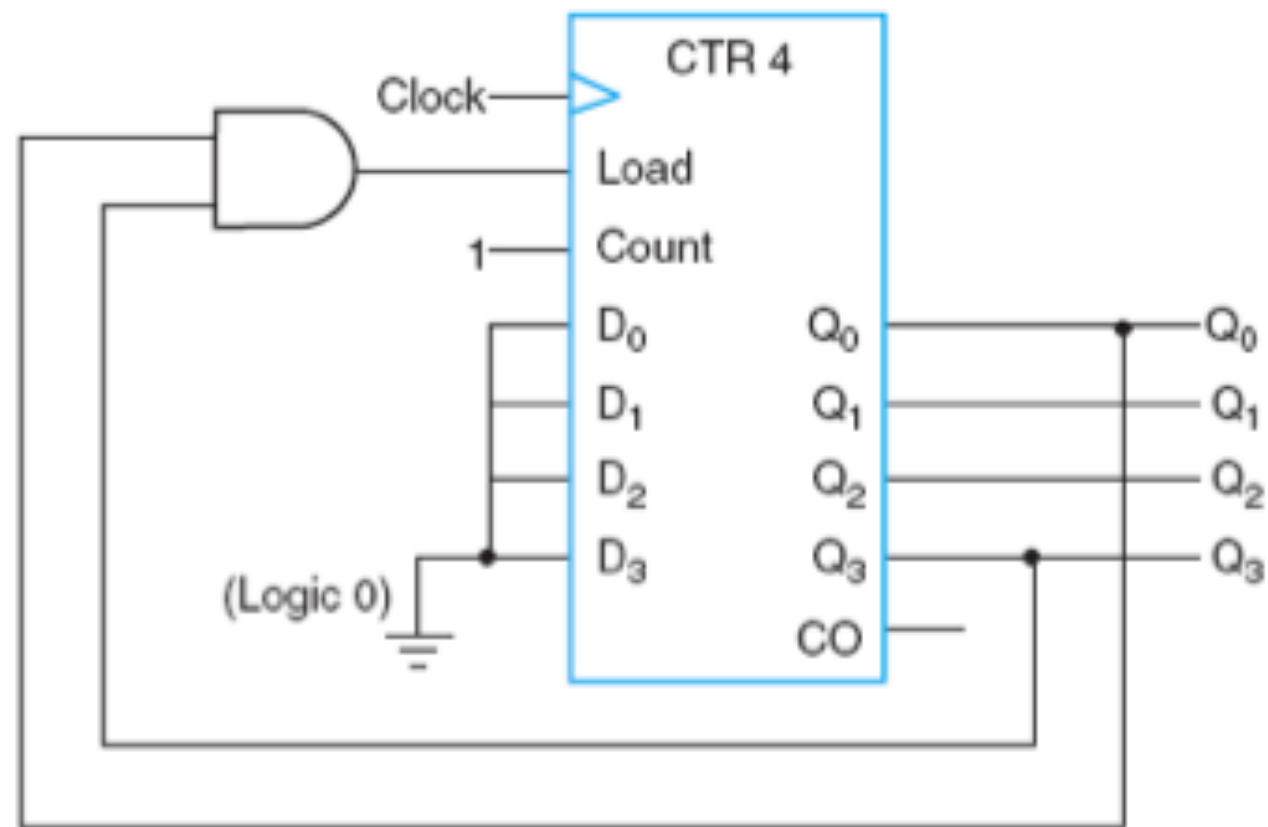 CTR 4
Clock
Load
1 Count
D₀ Q₀ Q₀
D₁ Q₁ Q₁
D₂ Q₂ Q₂
D₃ Q₃ Q₃
(Logic 0)
CO